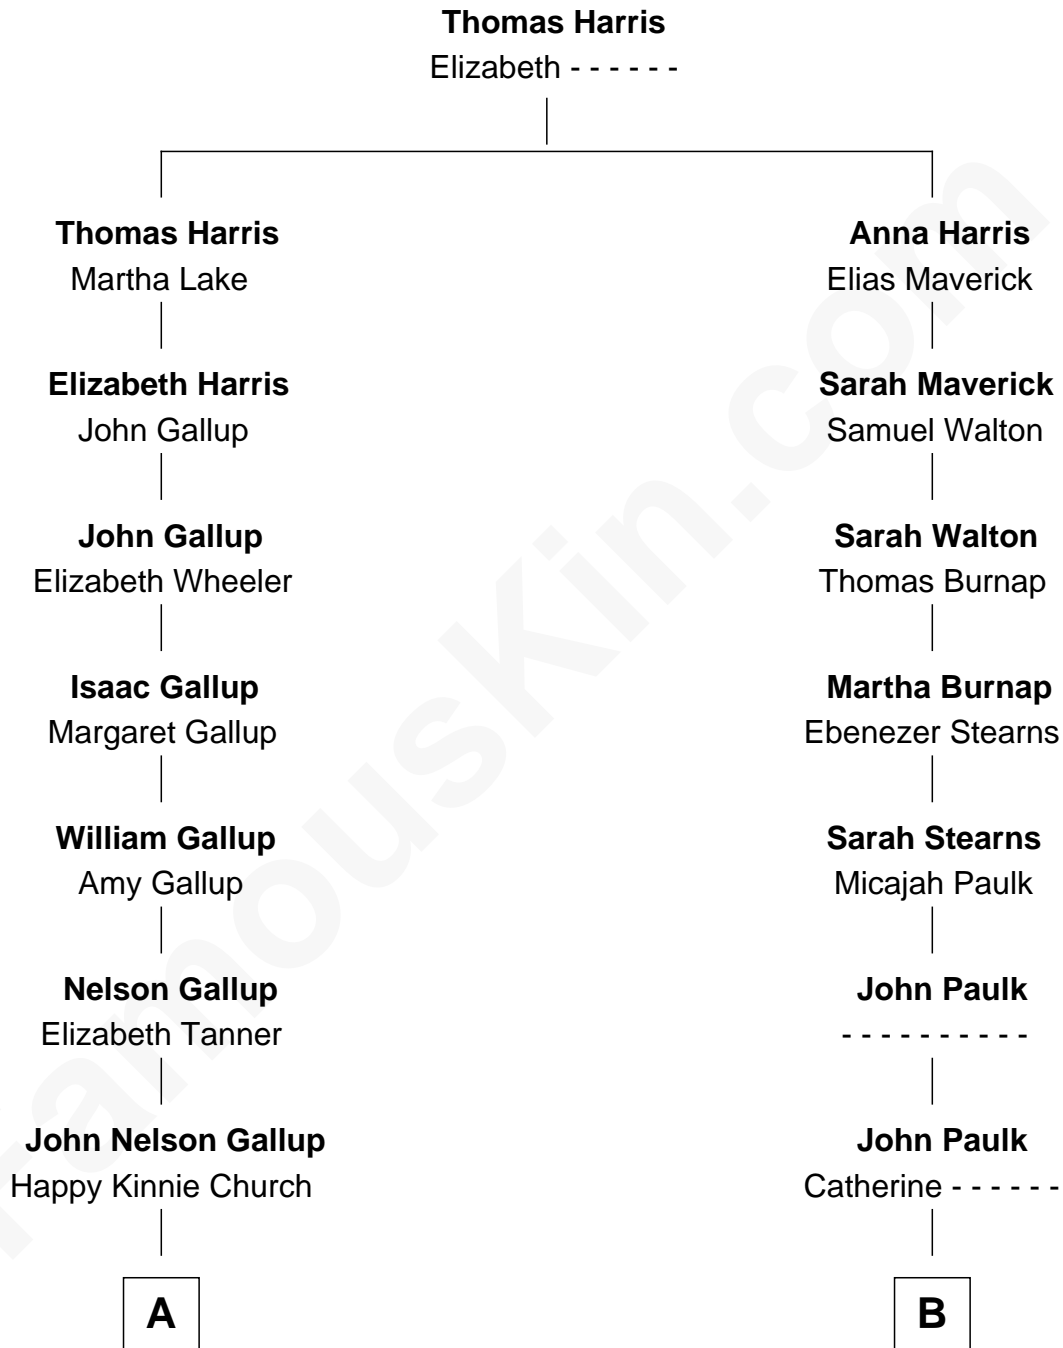 Thomas Harris
Elizabeth - - - - - -
Thomas Harris
Martha Lake
Anna Harris
Elias Maverick
Elizabeth Harris
John Gallup
Sarah Maverick
Samuel Walton
John Gallup
Elizabeth Wheeler
Sarah Walton
Thomas Burnap
Isaac Gallup
Margaret Gallup
Martha Burnap
Ebenezer Stearns
William Gallup
Amy Gallup
Sarah Stearns
Micajah Paulk
Nelson Gallup
Elizabeth Tanner
John Paulk
- - - - - - - - - -
John Nelson Gallup
Happy Kinnie Church
John Paulk
Catherine - - - - - -
A
B
FamousKin.com